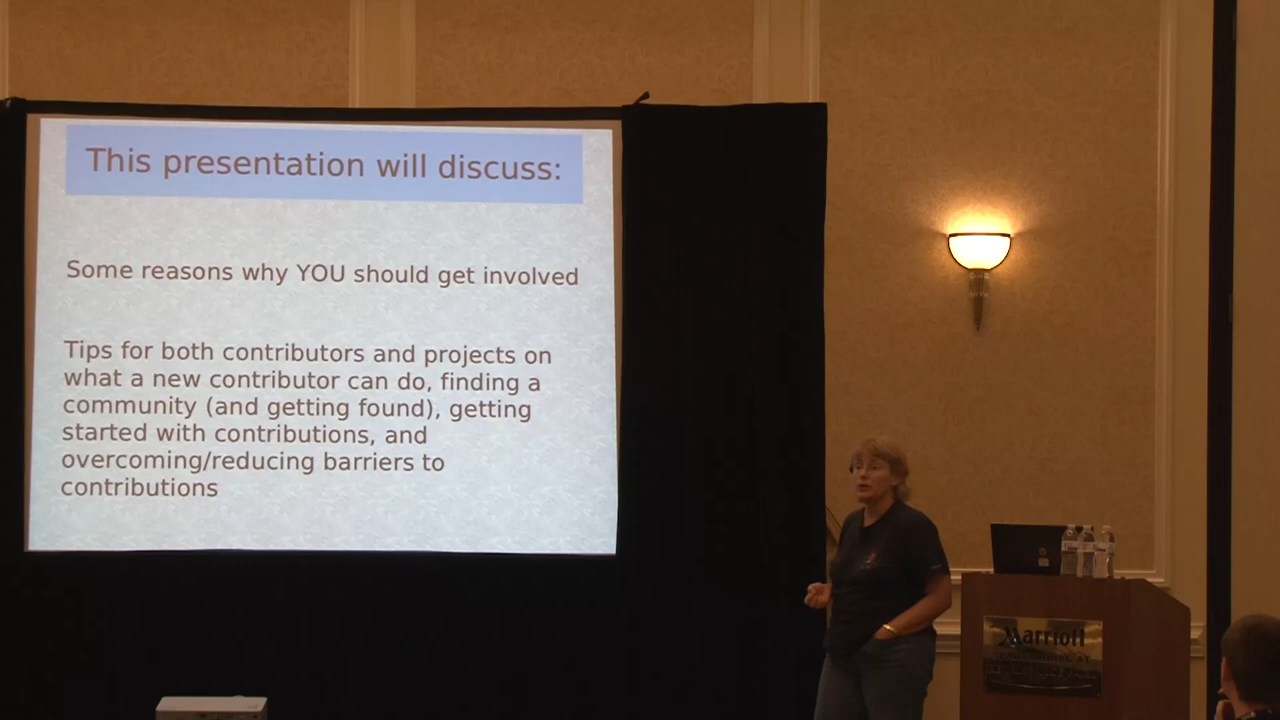 This presentation will discuss:
Some reasons why YOU should get involved
Tips for both contributors and projects on
what a new contributor can do, finding a
community (and getting found), getting
started with contributions, and
overcoming/reducing barriers to
contributions
Marriott